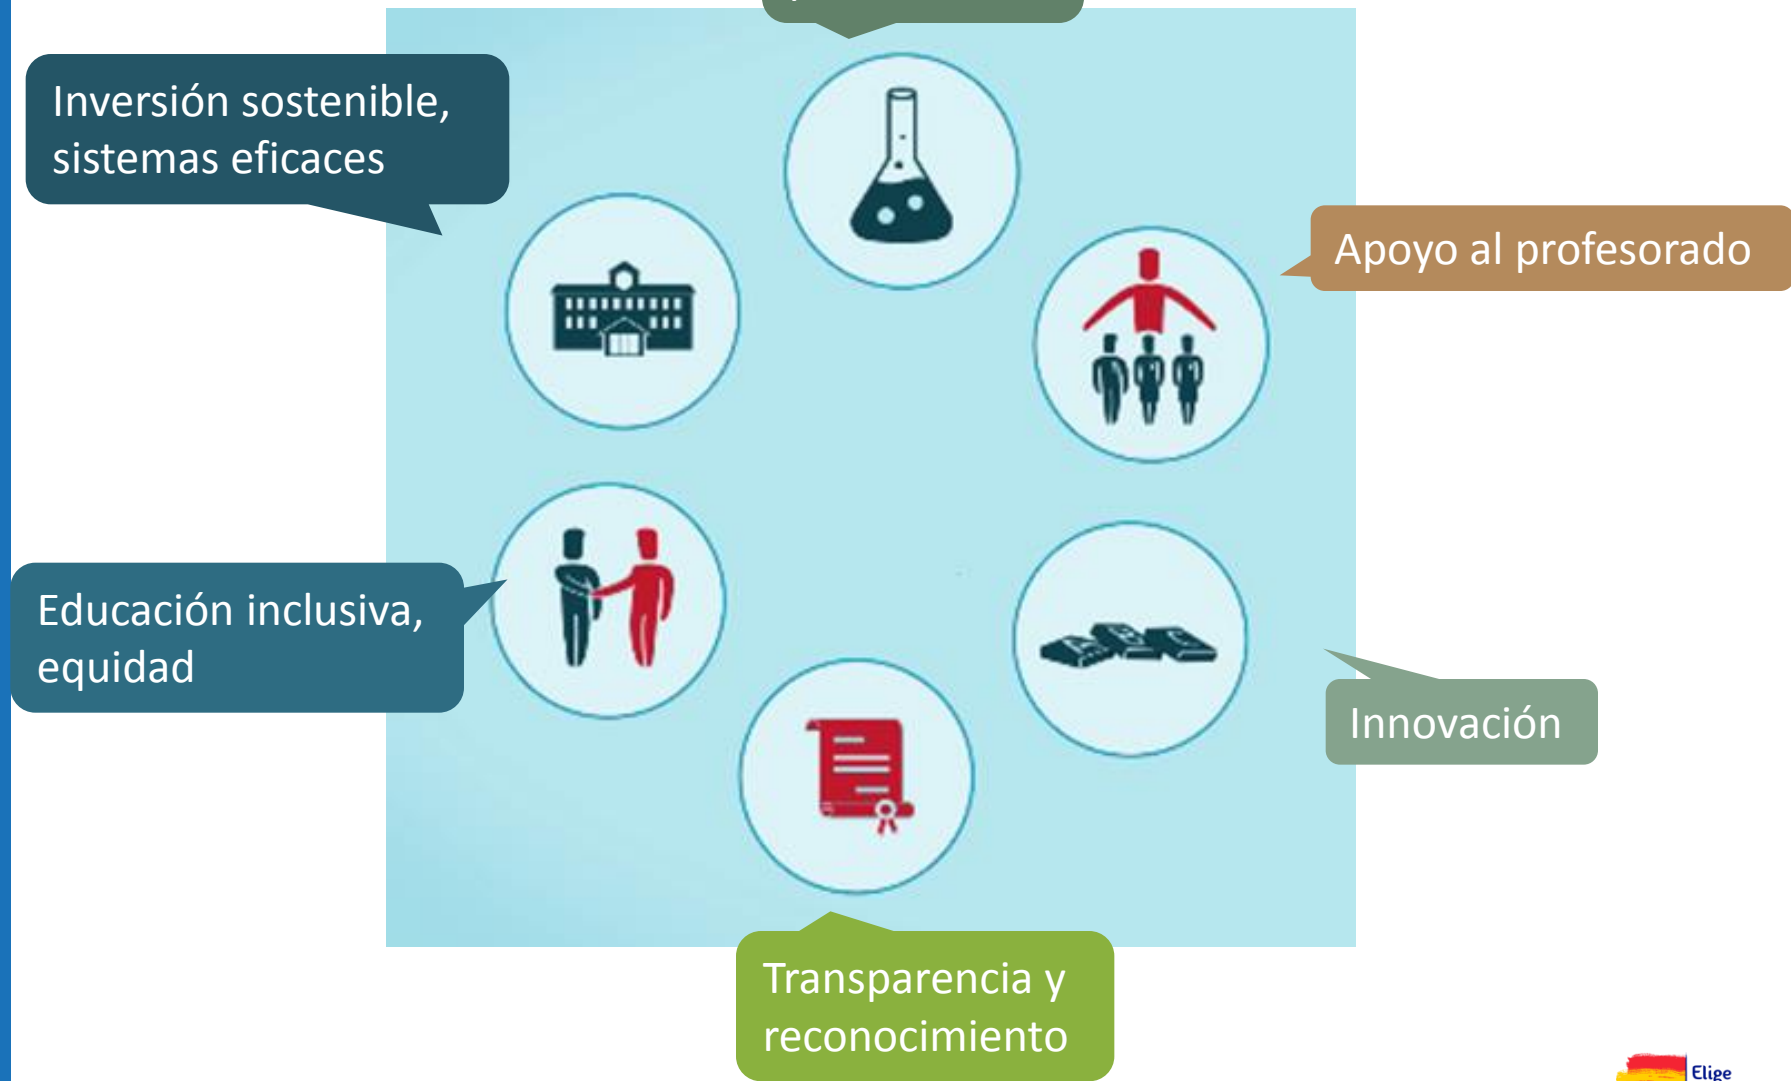 Inversión sostenible,
sistemas eficaces
Apoyo al profesorado
Educación inclusiva,
equidad
Innovación
Transparencia y
reconocimiento
Elige